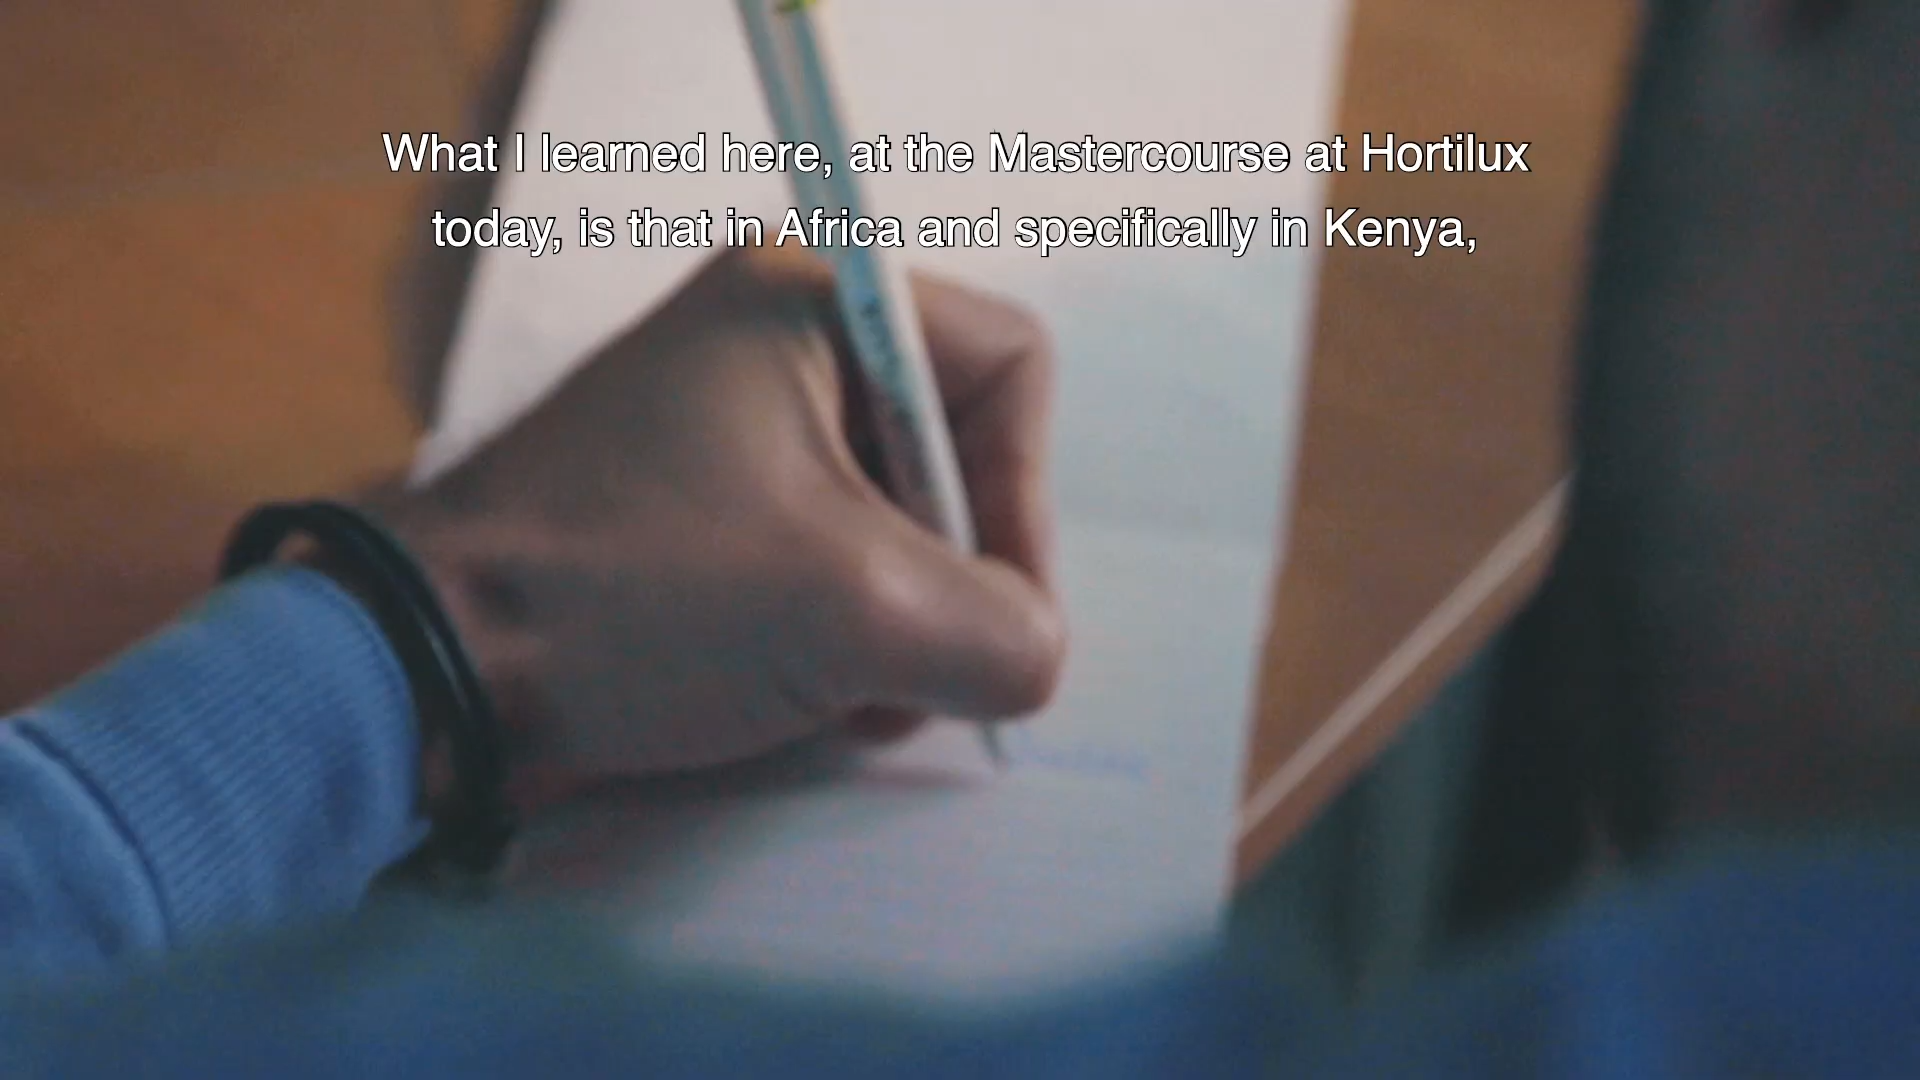 What I learned here, at the Mastercourse at Hortilux
today, is that in Africa and specifically in Kenya,